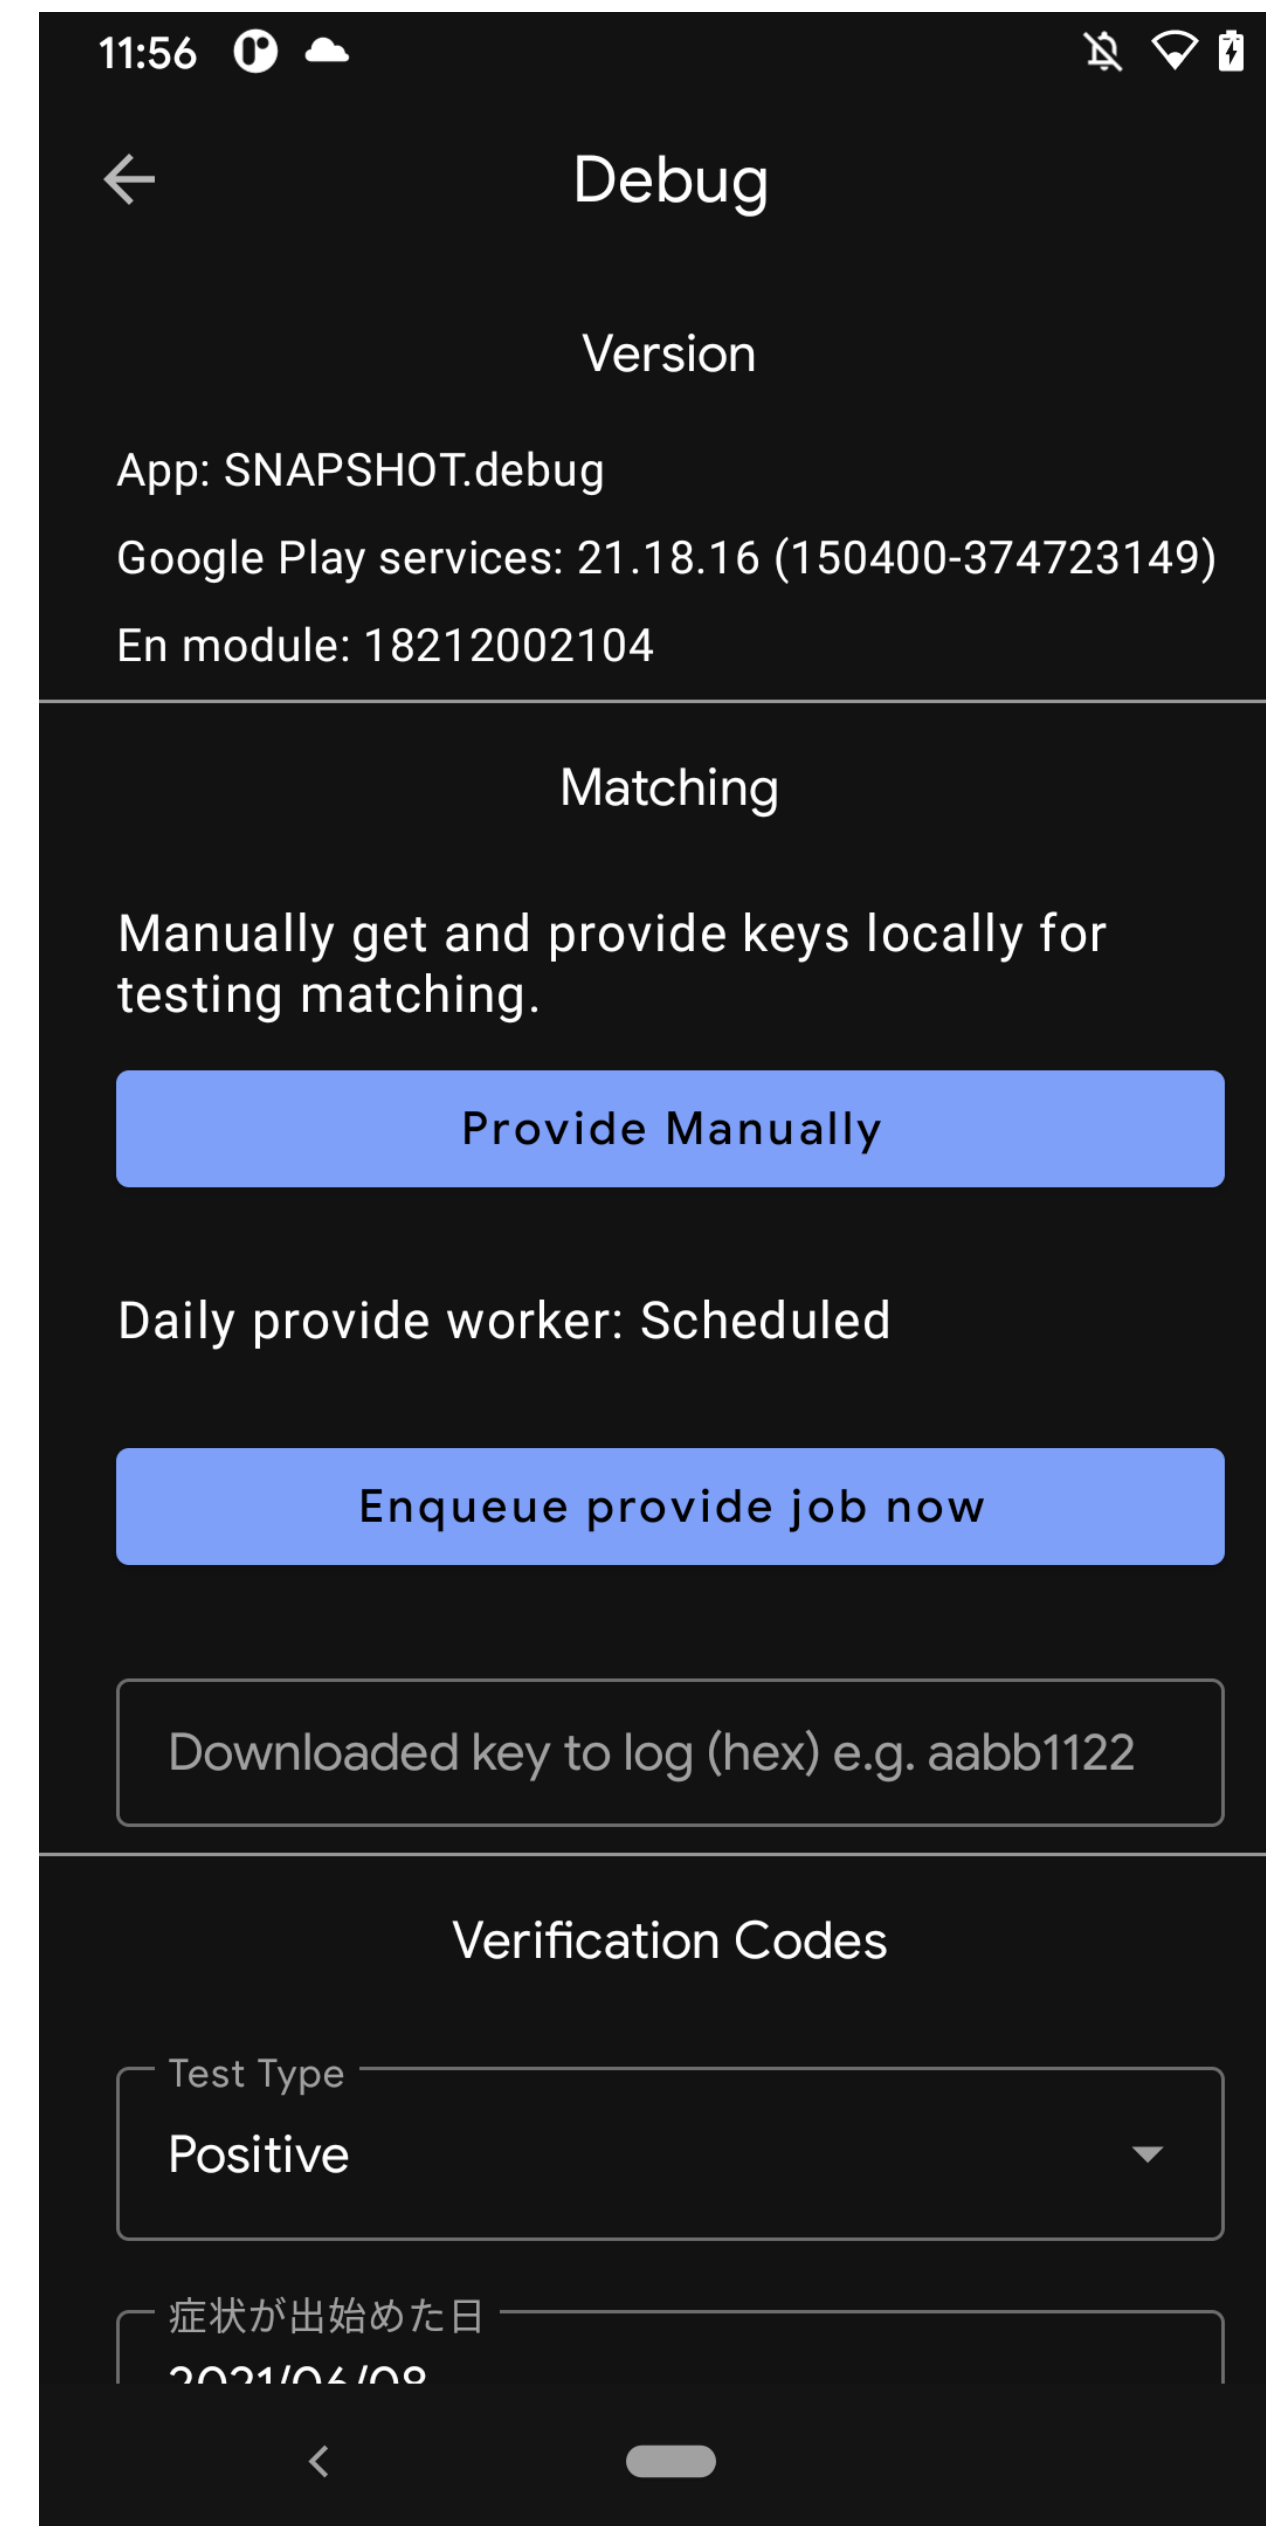 11:56
Debug
Version
App: SNAPSHOT.debug
Google Play services: 21.18.16 (150400-374723149)
En module: 18212002104
Matching
Manually get and provide keys locally for
testing matching.
Provide Manually
Daily provide worker: Scheduled
Enqueue provide job now
Downloaded key to log (hex) e.g. aabb1122
Verification Codes
Test Type
Positive
症状が出始めた日
2021/06/08